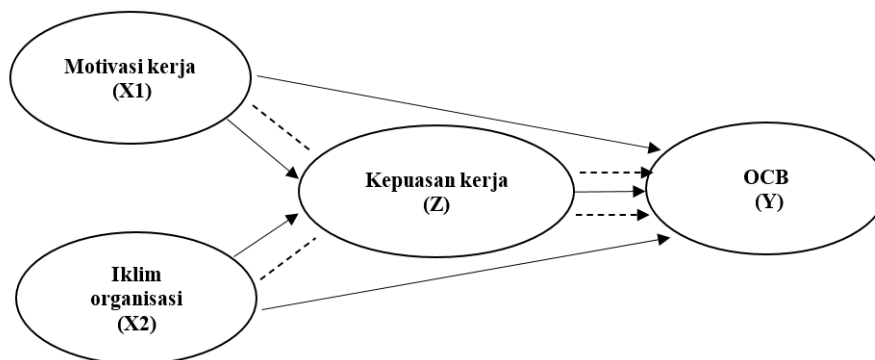 Motivasi kerja
(X1)
Kepuasan kerja
(Z)
OCB
(Y)
Iklim
organisasi
(X2)